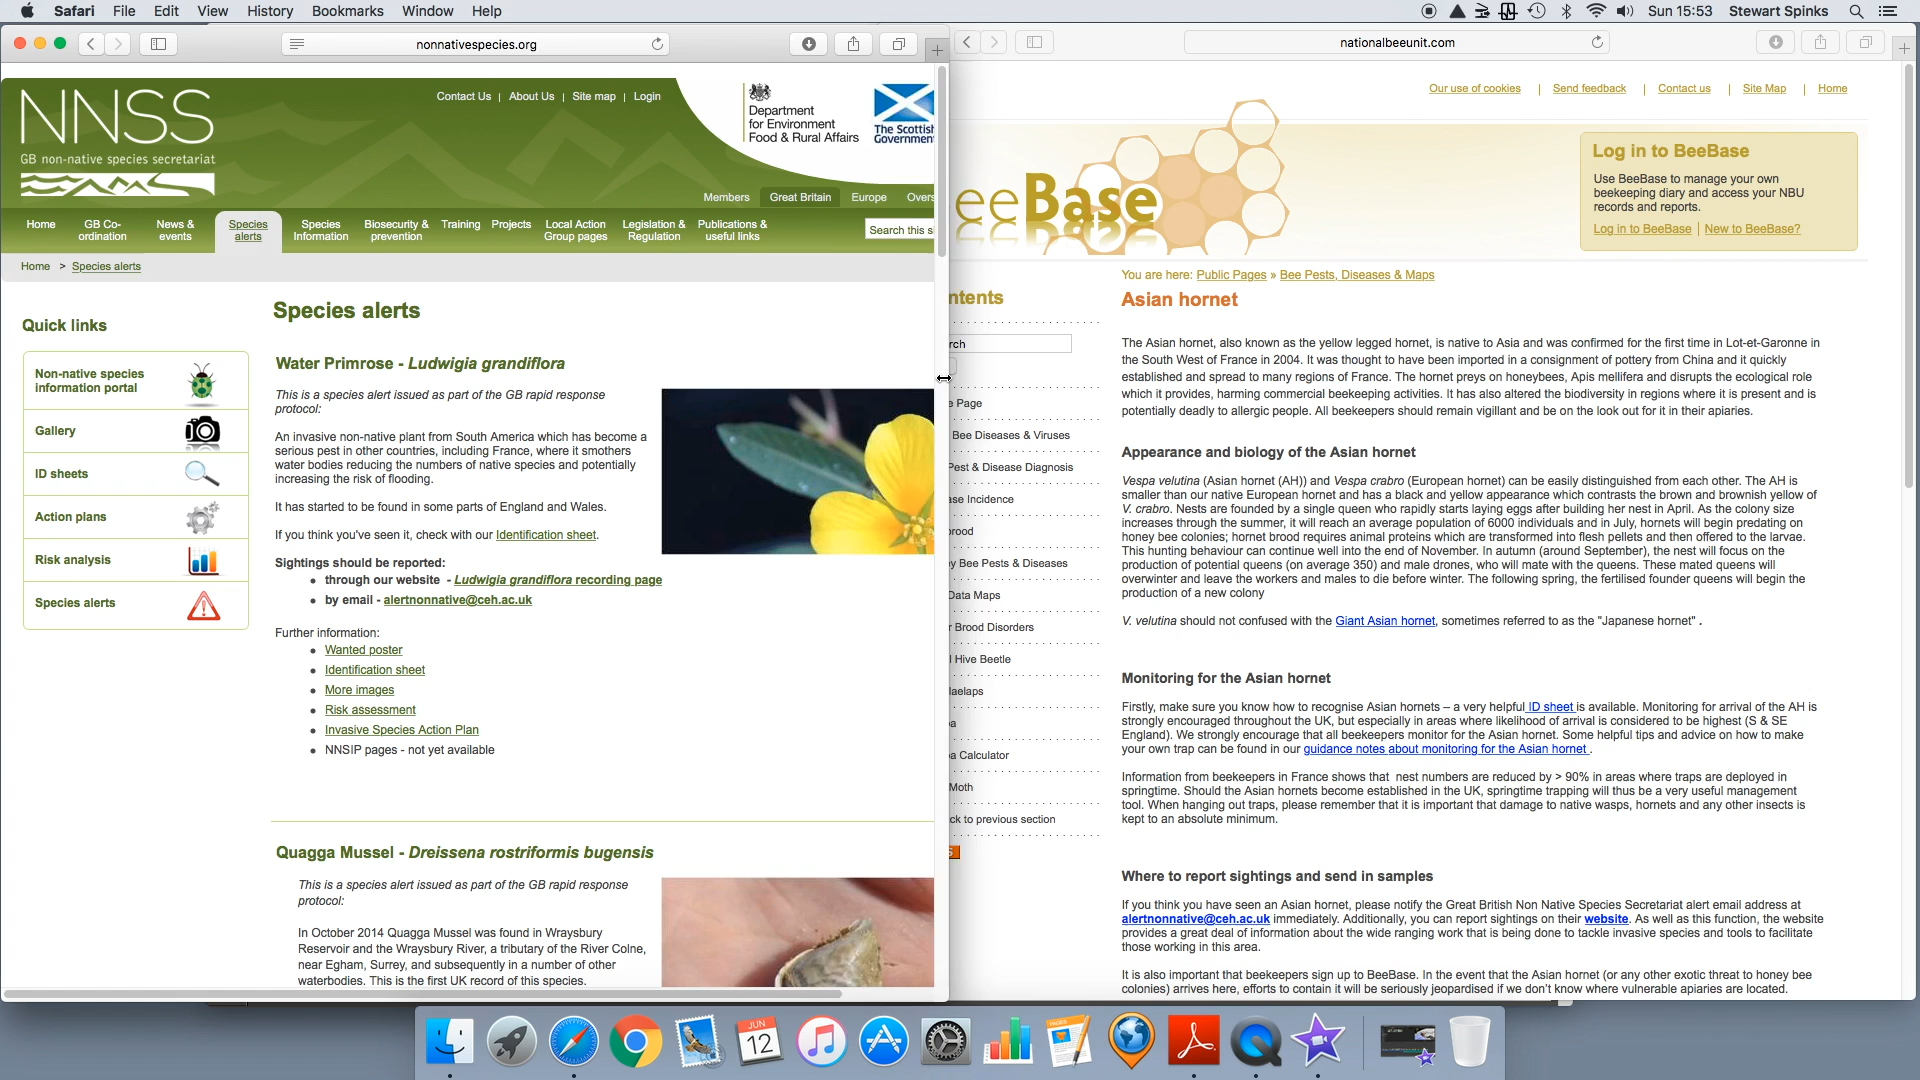 Safari File Edit View History Bookmarks Window Help
Sun 15:53 Stewart Spinks
nonnativespecies.org
NNSS
GB non-native species secretariat
Contact Us | About Us | Site map | Login
Department
for Environment
Food & Rural Affairs
The Scottish
Government
Members Great Britain Europe Overs
Home
GB Co-
ordination
News &
events
Species
alerts
Species
Information
Biosecurity &
prevention
Training
Projects
Local Action
Group pages
Legislation &
Regulation
Publications &
useful links
Search this s
Home > Species alerts
Quick links
Non-native species
information portal
Gallery
ID sheets
Action plans
Risk analysis
Species alerts
Species alerts
Water Primrose - Ludwigia grandiflora
This is a species alert issued as part of the GB rapid response
protocol:
An invasive non-native plant from South America which has become a
serious pest in other countries, including France, where it smothers
water bodies reducing the numbers of native species and potentially
increasing the risk of flooding.
It has started to be found in some parts of England and Wales.
If you think you've seen it, check with our Identification sheet.
Sightings should be reported:
• through our website - Ludwigia grandiflora recording page
• by email - alertnonnative@ceh.ac.uk
Further information:
• Wanted poster
• Identification sheet
• More images
• Risk assessment
• Invasive Species Action Plan
• NNSIP pages - not yet available
Quagga Mussel - Dreissena rostriformis bugensis
This is a species alert issued as part of the GB rapid response
protocol:
In October 2014 Quagga Mussel was found in Wraysbury
Reservoir and the Wraysbury River, a tributary of the River Colne,
near Egham, Surrey, and subsequently in a number of other
waterbodies. This is the first UK record of this species.
nationalbeeunit.com
Our use of cookies | Send feedback | Contact us | Site Map | Home
eeBase
Log in to BeeBase
Use BeeBase to manage your own
beekeeping diary and access your NBU
records and reports.
Log in to BeeBase | New to BeeBase?
ntents
rch
e Page
Bee Diseases & Viruses
Pest & Disease Diagnosis
ase Incidence
rood
y Bee Pests & Diseases
Data Maps
r Brood Disorders
l Hive Beetle
laelaps
a
a Calculator
Moth
ck to previous section
S
You are here: Public Pages » Bee Pests, Diseases & Maps
Asian hornet
The Asian hornet, also known as the yellow legged hornet, is native to Asia and was confirmed for the first time in Lot-et-Garonne in
the South West of France in 2004. It was thought to have been imported in a consignment of pottery from China and it quickly
established and spread to many regions of France. The hornet preys on honeybees, Apis mellifera and disrupts the ecological role
which it provides, harming commercial beekeeping activities. It has also altered the biodiversity in regions where it is present and is
potentially deadly to allergic people. All beekeepers should remain vigillant and be on the look out for it in their apiaries.
Appearance and biology of the Asian hornet
Vespa velutina (Asian hornet (AH)) and Vespa crabro (European hornet) can be easily distinguished from each other. The AH is
smaller than our native European hornet and has a black and yellow appearance which contrasts the brown and brownish yellow of
V. crabro. Nests are founded by a single queen who rapidly starts laying eggs after building her nest in April. As the colony size
increases through the summer, it will reach an average population of 6000 individuals and in July, hornets will begin predating on
honey bee colonies; hornet brood requires animal proteins which are transformed into flesh pellets and then offered to the larvae.
This hunting behaviour can continue well into the end of November. In autumn (around September), the nest will focus on the
production of potential queens (on average 350) and male drones, who will mate with the queens. These mated queens will
overwinter and leave the workers and males to die before winter. The following spring, the fertilised founder queens will begin the
production of a new colony
V. velutina should not confused with the Giant Asian hornet, sometimes referred to as the "Japanese hornet" .
Monitoring for the Asian hornet
Firstly, make sure you know how to recognise Asian hornets – a very helpful ID sheet is available. Monitoring for arrival of the AH is
strongly encouraged throughout the UK, but especially in areas where likelihood of arrival is considered to be highest (S & SE
England). We strongly encourage that all beekeepers monitor for the Asian hornet. Some helpful tips and advice on how to make
your own trap can be found in our guidance notes about monitoring for the Asian hornet .
Information from beekeepers in France shows that nest numbers are reduced by > 90% in areas where traps are deployed in
springtime. Should the Asian hornets become established in the UK, springtime trapping will thus be a very useful management
tool. When hanging out traps, please remember that it is important that damage to native wasps, hornets and any other insects is
kept to an absolute minimum.
Where to report sightings and send in samples
If you think you have seen an Asian hornet, please notify the Great British Non Native Species Secretariat alert email address at
alertnonnative@ceh.ac.uk immediately. Additionally, you can report sightings on their website. As well as this function, the website
provides a great deal of information about the wide ranging work that is being done to tackle invasive species and tools to facilitate
those working in this area.
It is also important that beekeepers sign up to BeeBase. In the event that the Asian hornet (or any other exotic threat to honey bee
colonies) arrives here, efforts to contain it will be seriously jeopardised if we don't know where vulnerable apiaries are located.
JUN
12